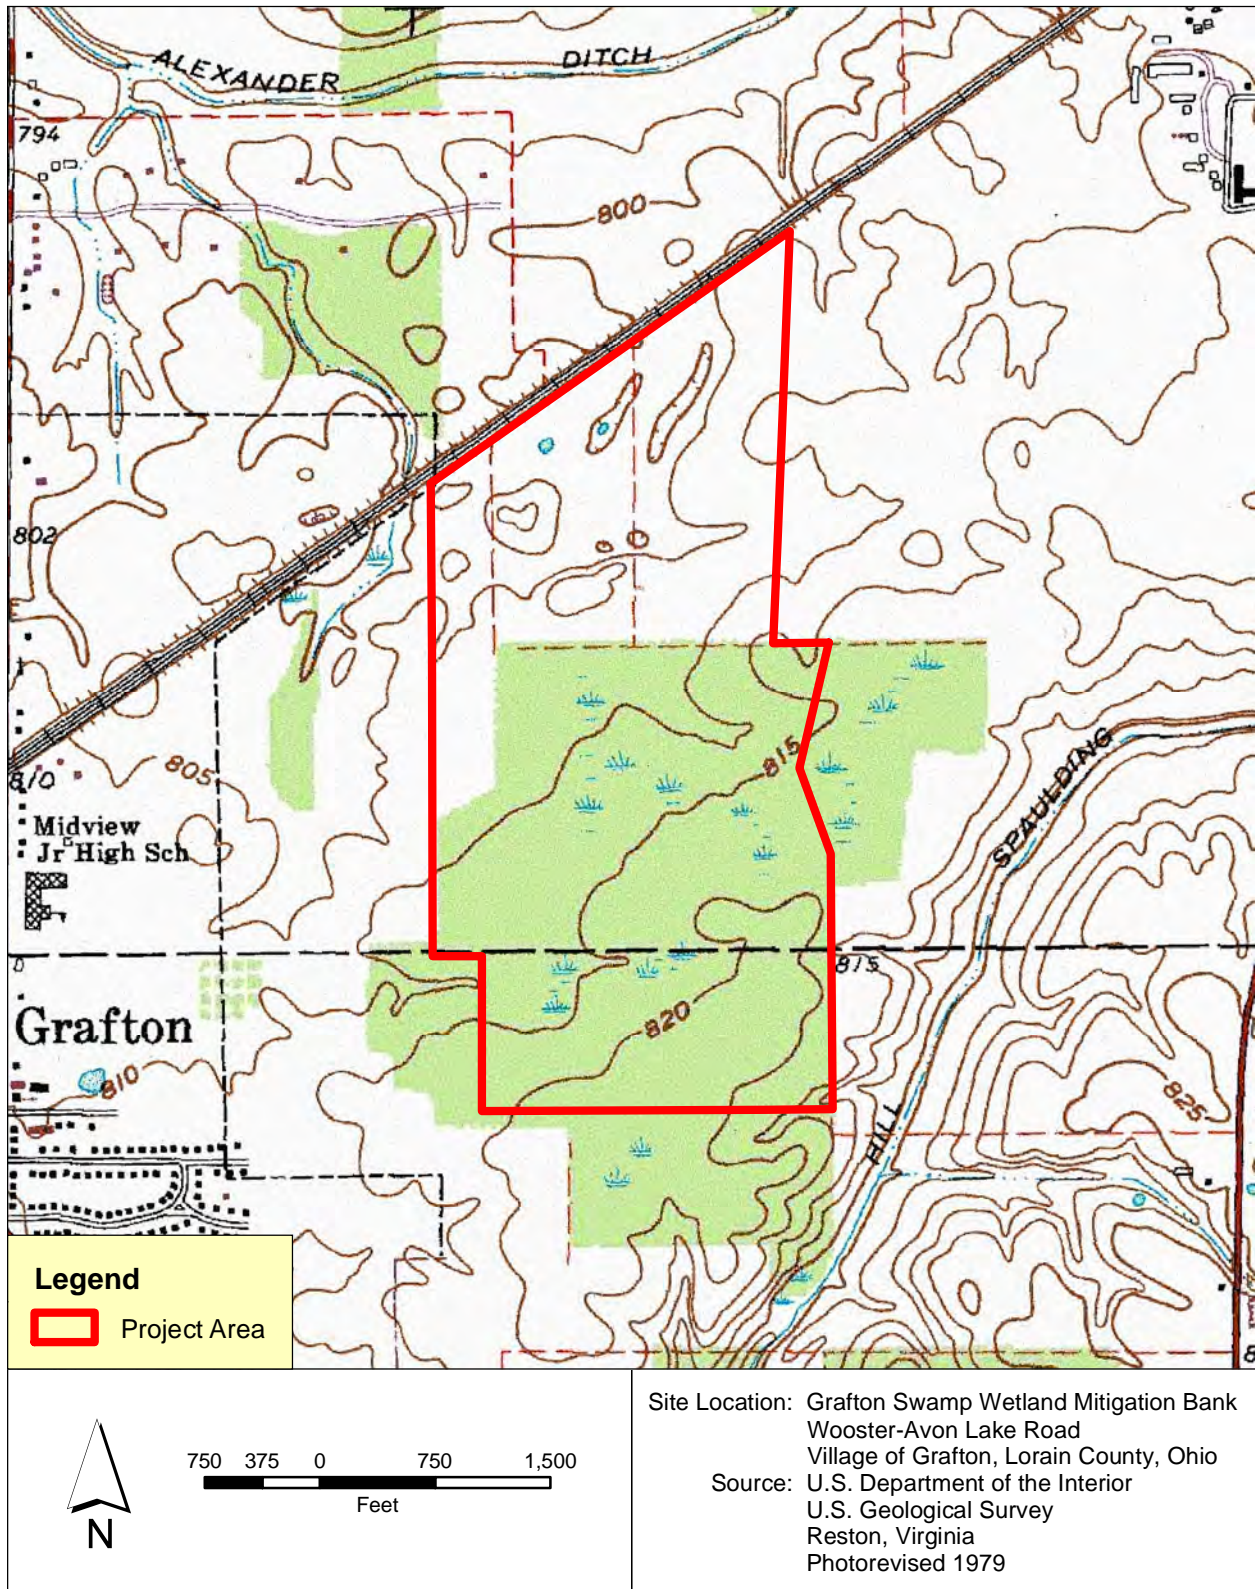 ALEXANDER DITCH
794
800
802
815
805
810
Midview
Jr High Sch
SPAULDING
815
Grafton
820
810
825
HILL
Legend
Project Area
N
750 375 0 750 1,500
Feet
Site Location: Grafton Swamp Wetland Mitigation Bank
Wooster-Avon Lake Road
Village of Grafton, Lorain County, Ohio
Source: U.S. Department of the Interior
U.S. Geological Survey
Reston, Virginia
Photorevised 1979